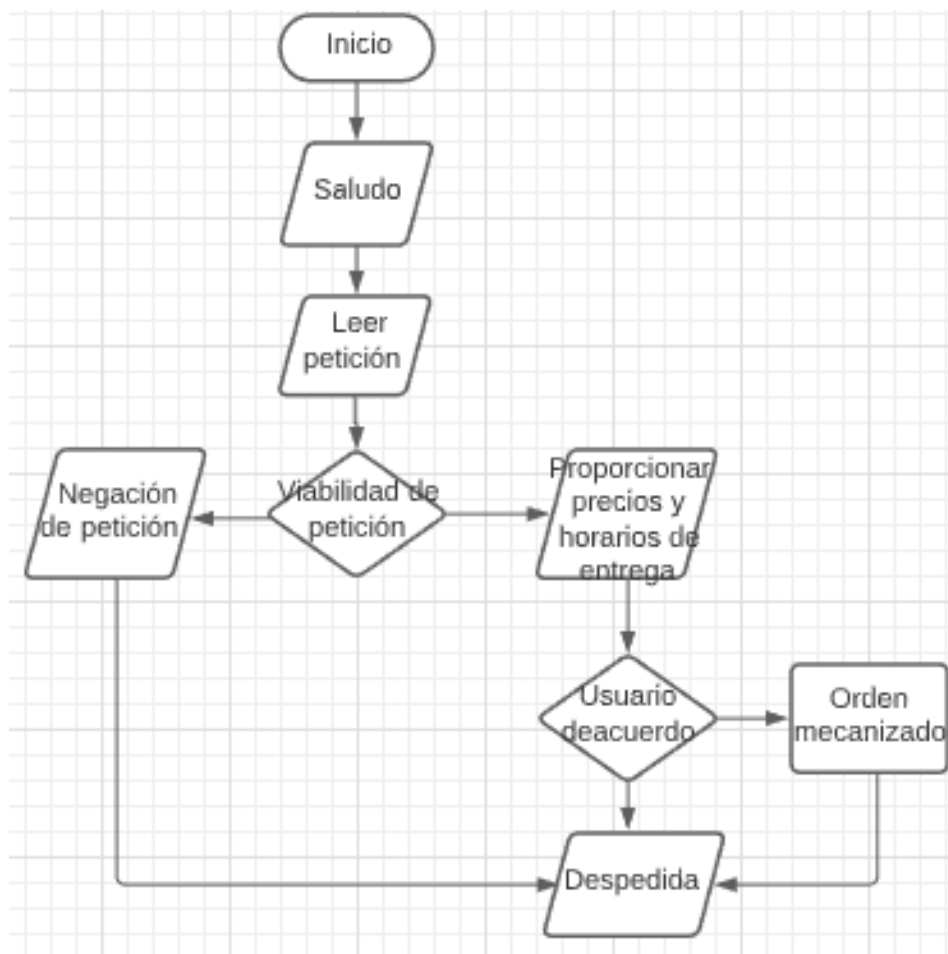 Inicio
Saludo
Leer
petición
Negación
de petición
Viabilidad de
petición
Proporcionar
precios y
horarios de
entrega
Usuario
deacuerdo
Orden
mecanizado
Despedida